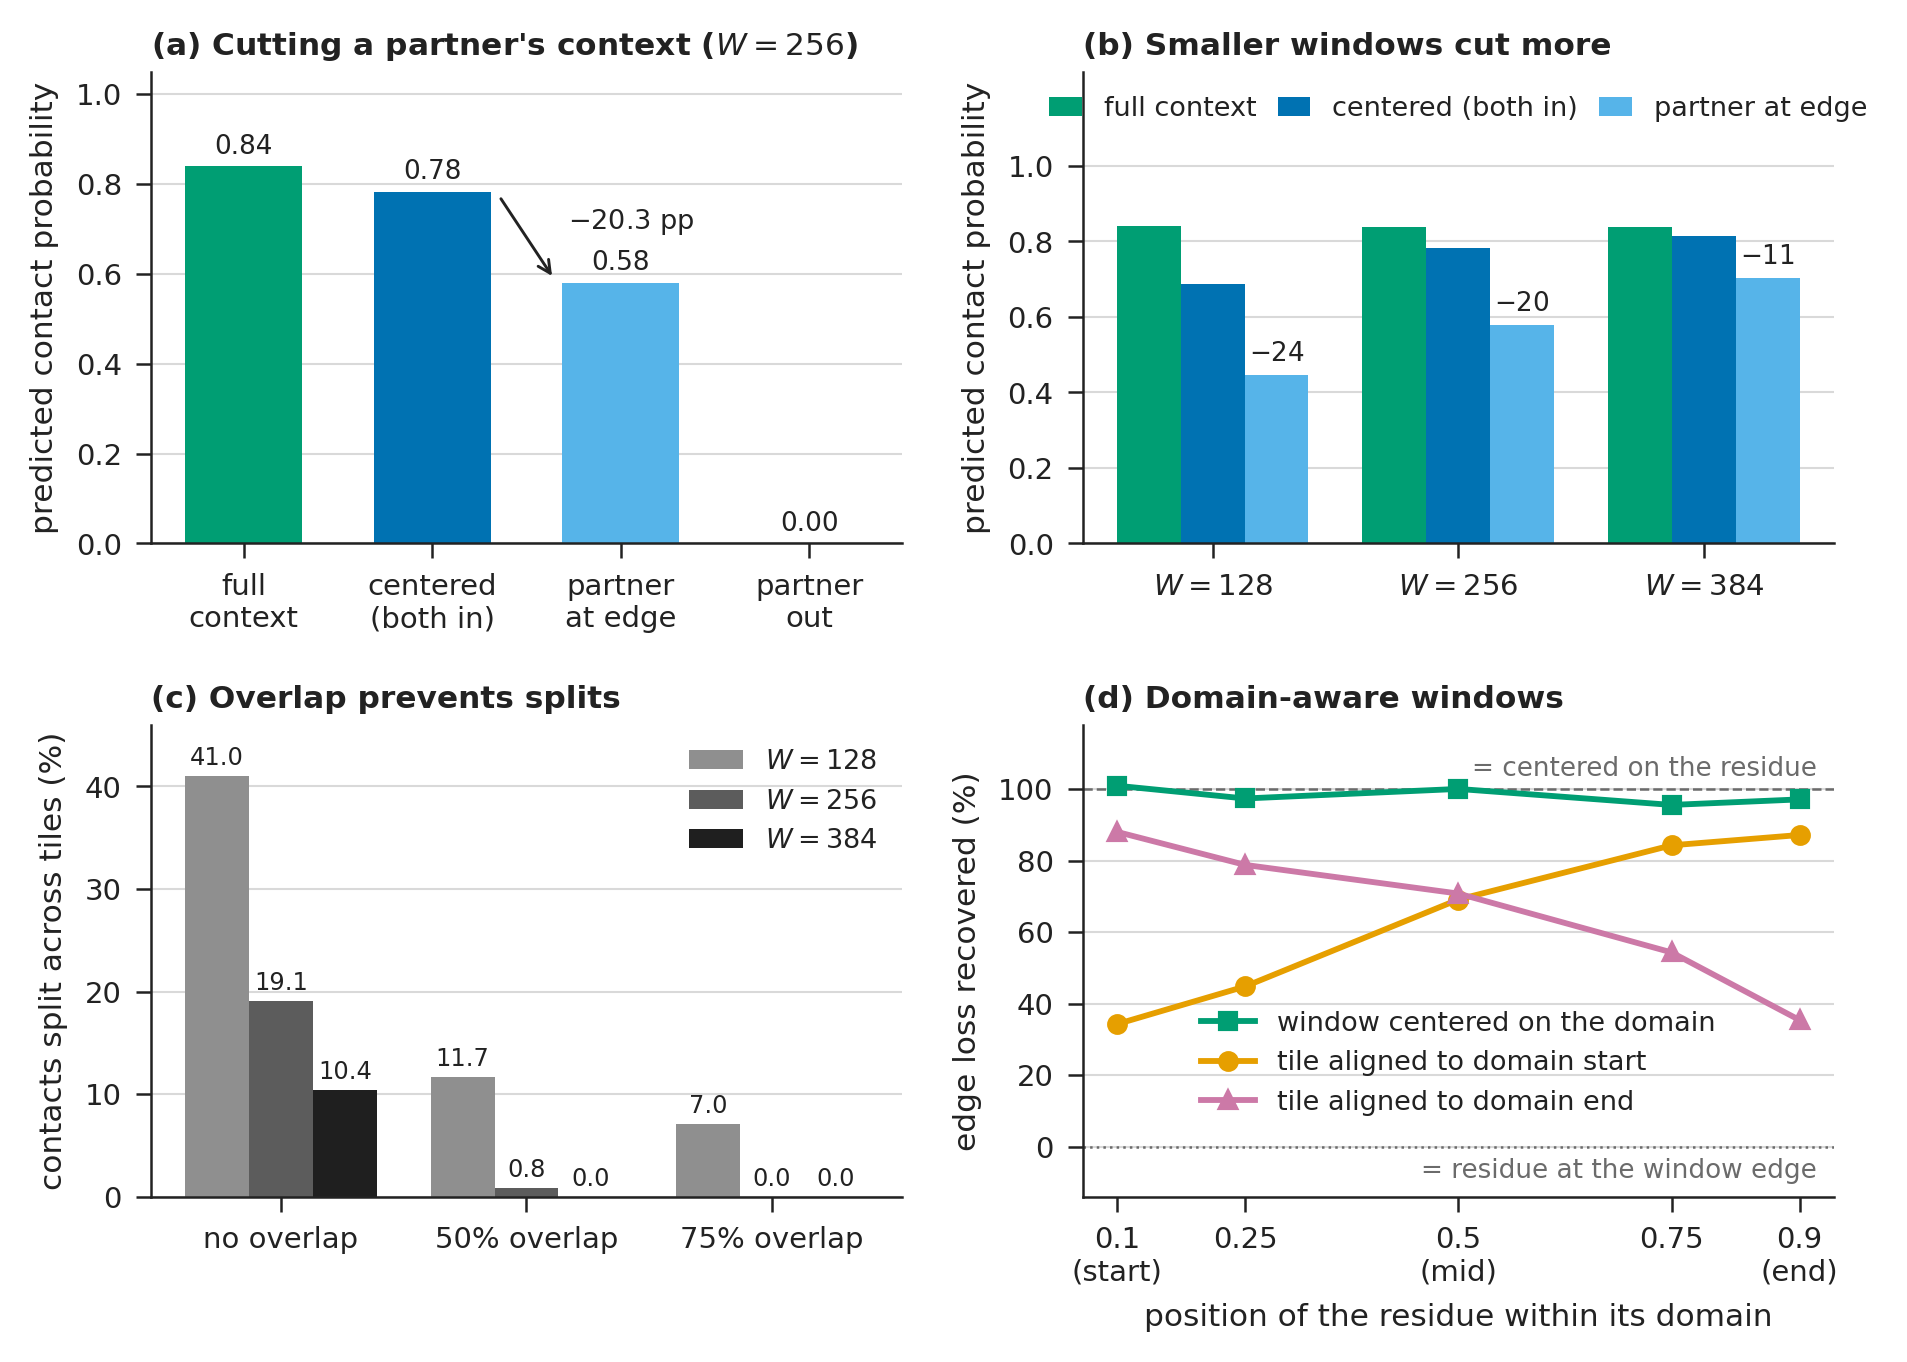 (a) Cutting a partner's context (W = 256)
predicted contact probability
1.0
0.8
0.6
0.4
0.2
0.0
0.84
0.78
−20.3 pp
0.58
0.00
full context
centered (both in)
partner at edge
partner out
(b) Smaller windows cut more
full context
centered (both in)
partner at edge
predicted contact probability
1.0
0.8
0.6
0.4
0.2
0.0
−24
−20
−11
W = 128
W = 256
W = 384
(c) Overlap prevents splits
contacts split across tiles (%)
40
30
20
10
0
W = 128
W = 256
W = 384
41.0
19.1
10.4
11.7
0.8
0.0
7.0
0.0
0.0
no overlap
50% overlap
75% overlap
(d) Domain-aware windows
edge loss recovered (%)
100
80
60
40
20
0
= centered on the residue
window centered on the domain
tile aligned to domain start
tile aligned to domain end
= residue at the window edge
0.1
(start)
0.25
0.5
(mid)
0.75
0.9
(end)
position of the residue within its domain